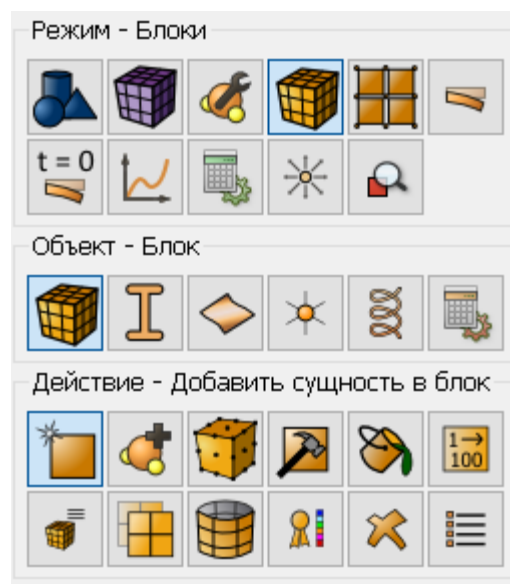 Режим - Блоки
t = 0
Объект - Блок
Действие - Добавить сущность в блок
1→
100